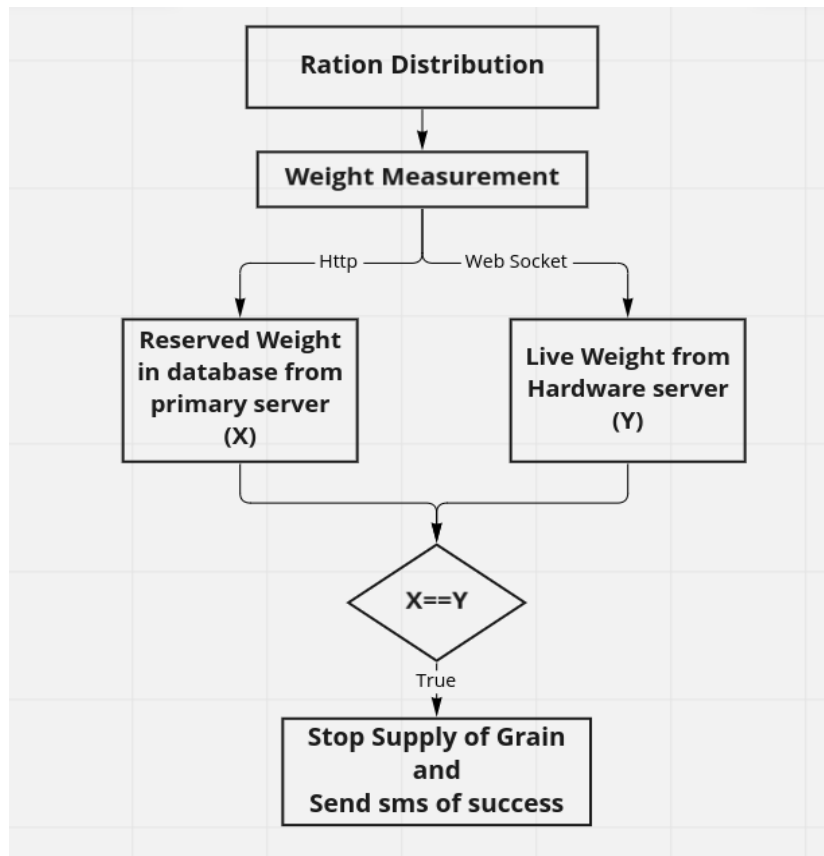 Ration Distribution
Weight Measurement
Http
Web Socket
Reserved Weight
in database from
primary server
(X)
Live Weight from
Hardware server
(Y)
X==Y
True
Stop Supply of Grain
and
Send sms of success